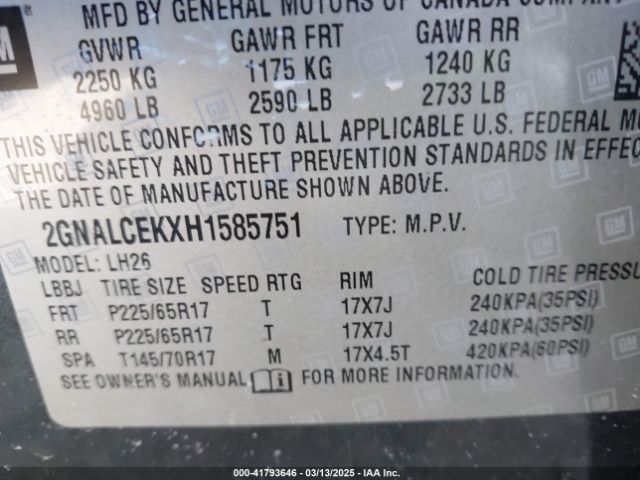 MFD BY GENERAL MOTORS OF CANADA COMPANY
GM
GVWR GAWR FRT GAWR RR
2250 KG 1175 KG 1240 KG
4960 LB 2590 LB 2733 LB
THIS VEHICLE CONFORMS TO ALL APPLICABLE U.S. FEDERAL M
VEHICLE SAFETY AND THEFT PREVENTION STANDARDS IN EFFEC
THE DATE OF MANUFACTURE SHOWN ABOVE.
2GNALCEKXH1585751 TYPE: M.P.V.
MODEL: LH26
LBBJ TIRE SIZE SPEED RTG RIM COLD TIRE PRESSU
FRT P225/65R17 T 17X7J 240KPA(35PSI)
RR P225/65R17 T 17X7J 240KPA(35PSI)
SPA T145/70R17 M 17X4.5T 420KPA(60PSI)
SEE OWNER'S MANUAL FOR MORE INFORMATION.
000-41793646 - 03/13/2025 - IAA Inc.